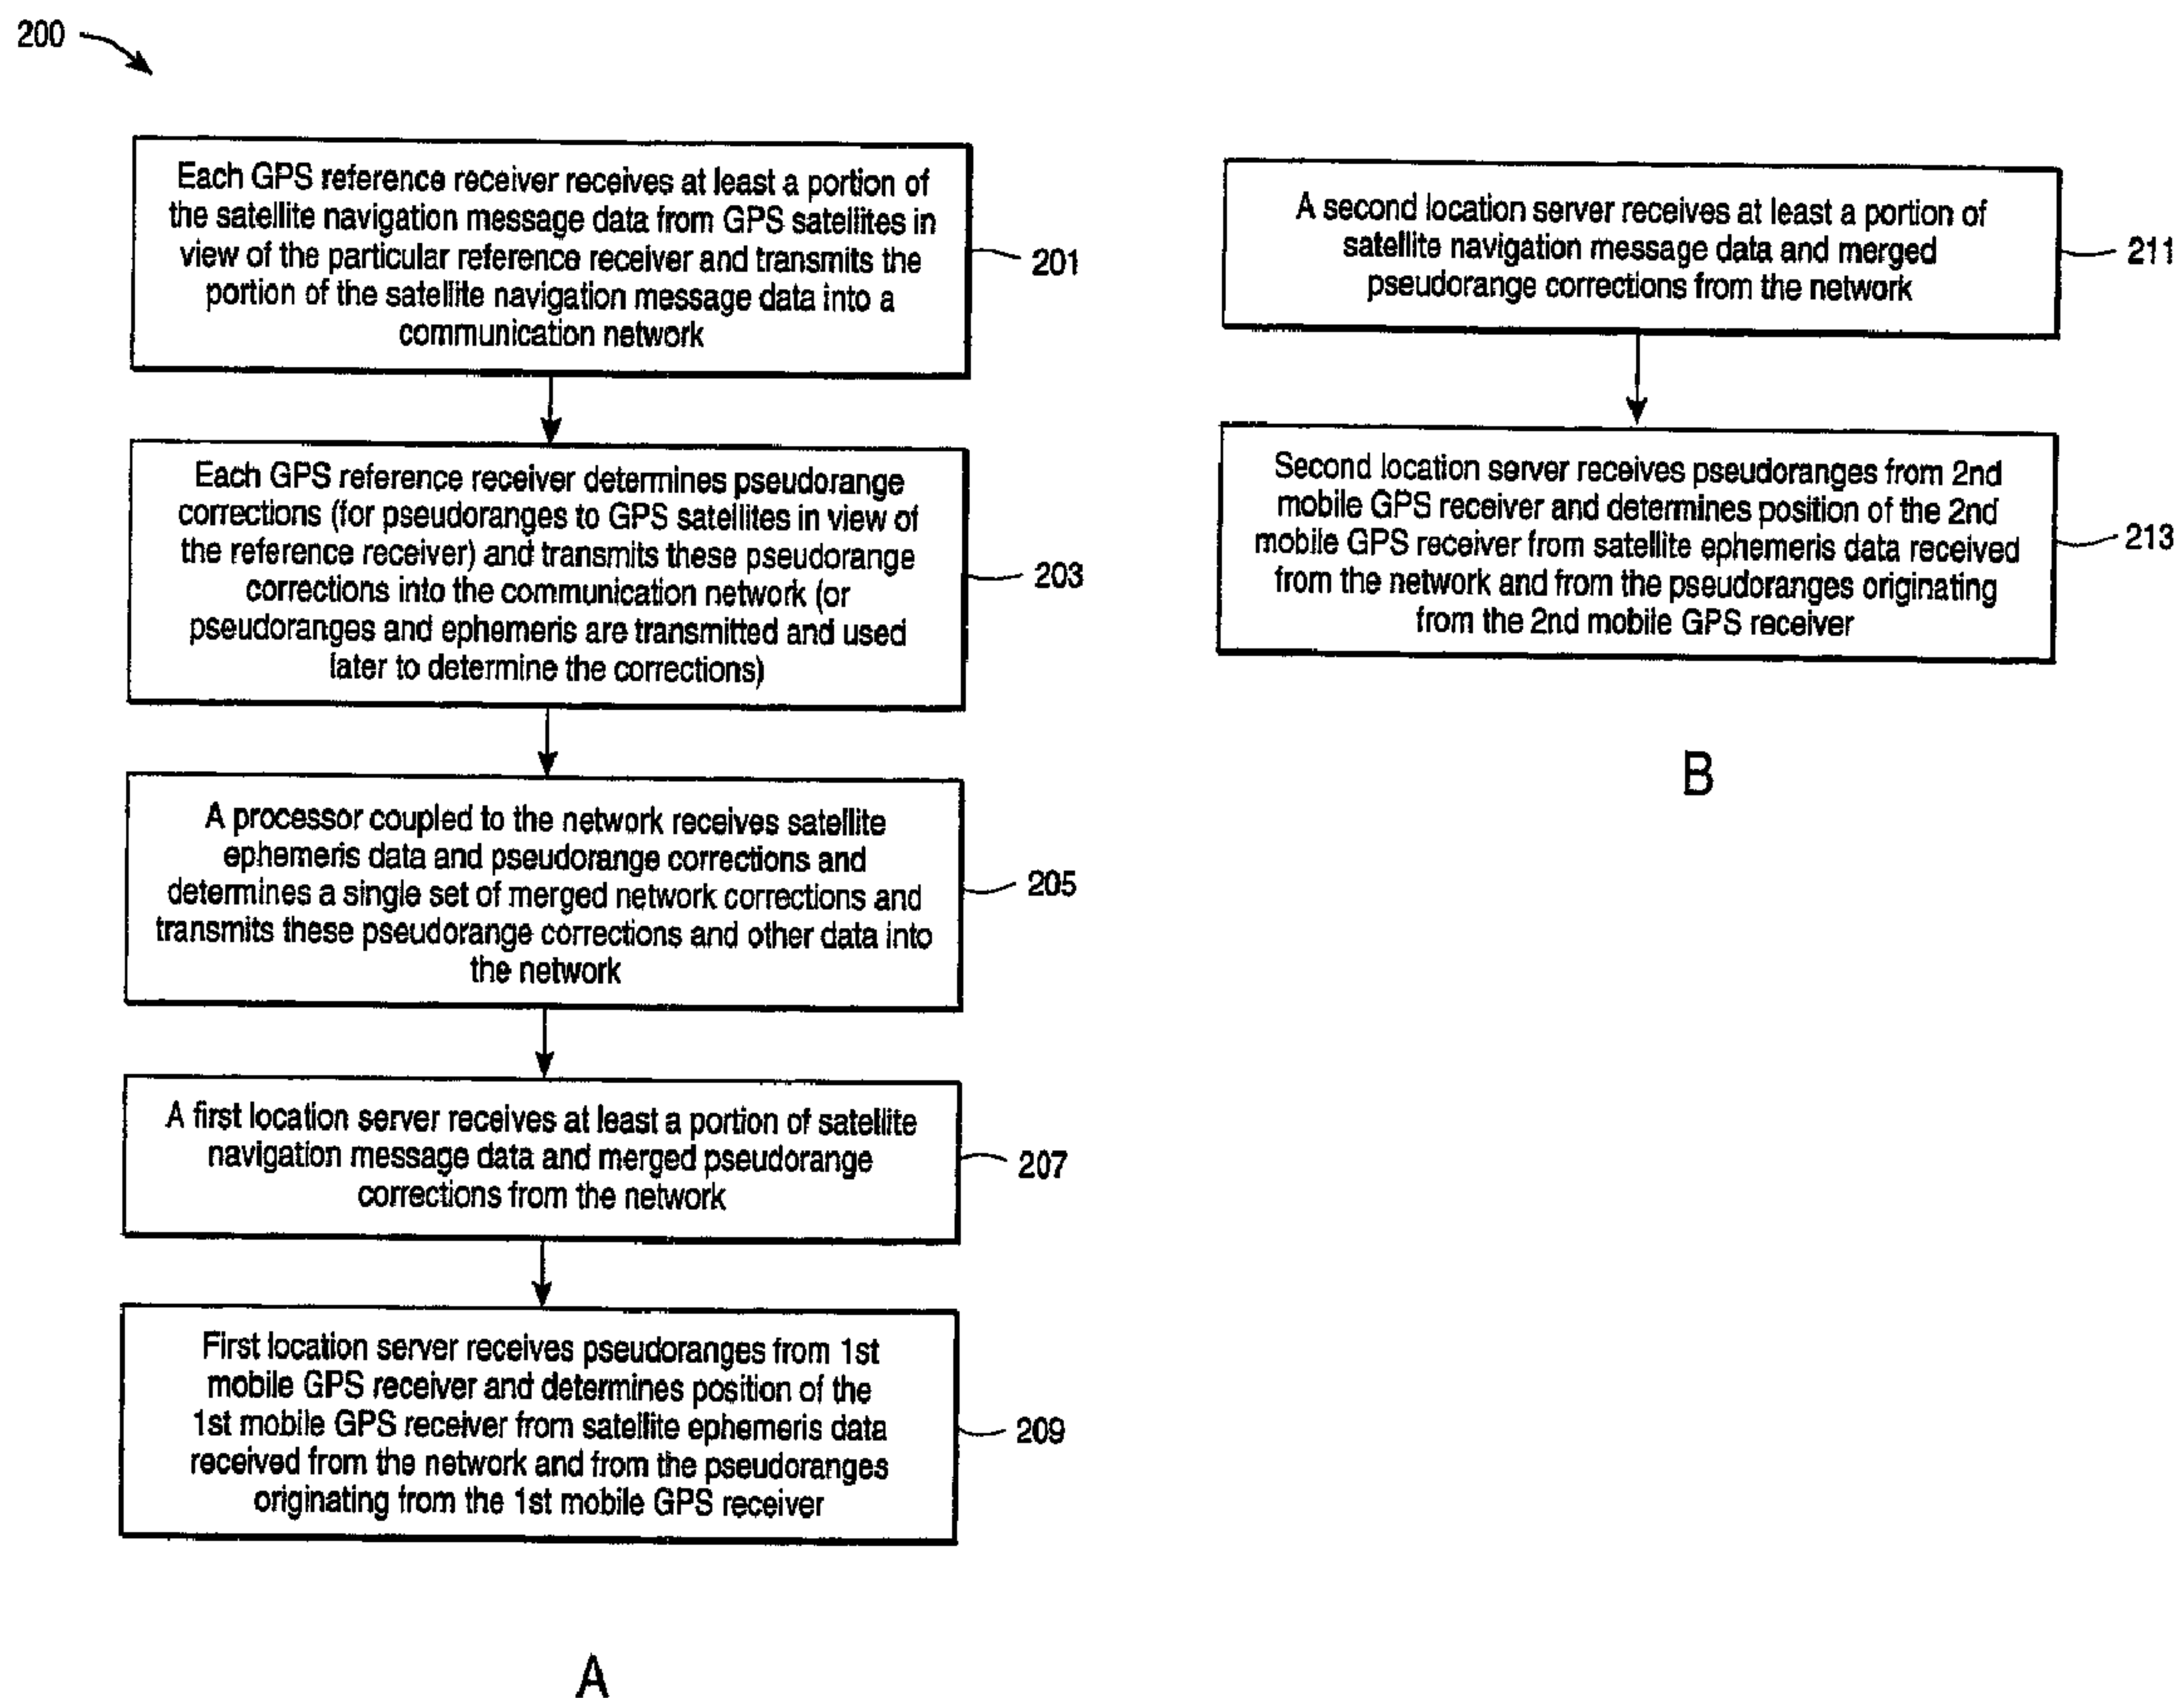 200
Each GPS reference receiver receives at least a portion of
the satellite navigation message data from GPS satellites in
view of the particular reference receiver and transmits the
portion of the satellite navigation message data into a
communication network
201
Each GPS reference receiver determines pseudorange
corrections (for pseudoranges to GPS satellites in view of
the reference receiver) and transmits these pseudorange
corrections into the communication network (or
pseudoranges and ephemeris are transmitted and used
later to determine the corrections)
203
A processor coupled to the network receives satellite
ephemeris data and pseudorange corrections and
determines a single set of merged network corrections and
transmits these pseudorange corrections and other data into
the network
205
A first location server receives at least a portion of satellite
navigation message data and merged pseudorange
corrections from the network
207
First location server receives pseudoranges from 1st
mobile GPS receiver and determines position of the
1st mobile GPS receiver from satellite ephemeris data
received from the network and from the pseudoranges
originating from the 1st mobile GPS receiver
209
A
A second location server receives at least a portion of
satellite navigation message data and merged
pseudorange corrections from the network
211
Second location server receives pseudoranges from 2nd
mobile GPS receiver and determines position of the 2nd
mobile GPS receiver from satellite ephemeris data received
from the network and from the pseudoranges originating
from the 2nd mobile GPS receiver
213
B